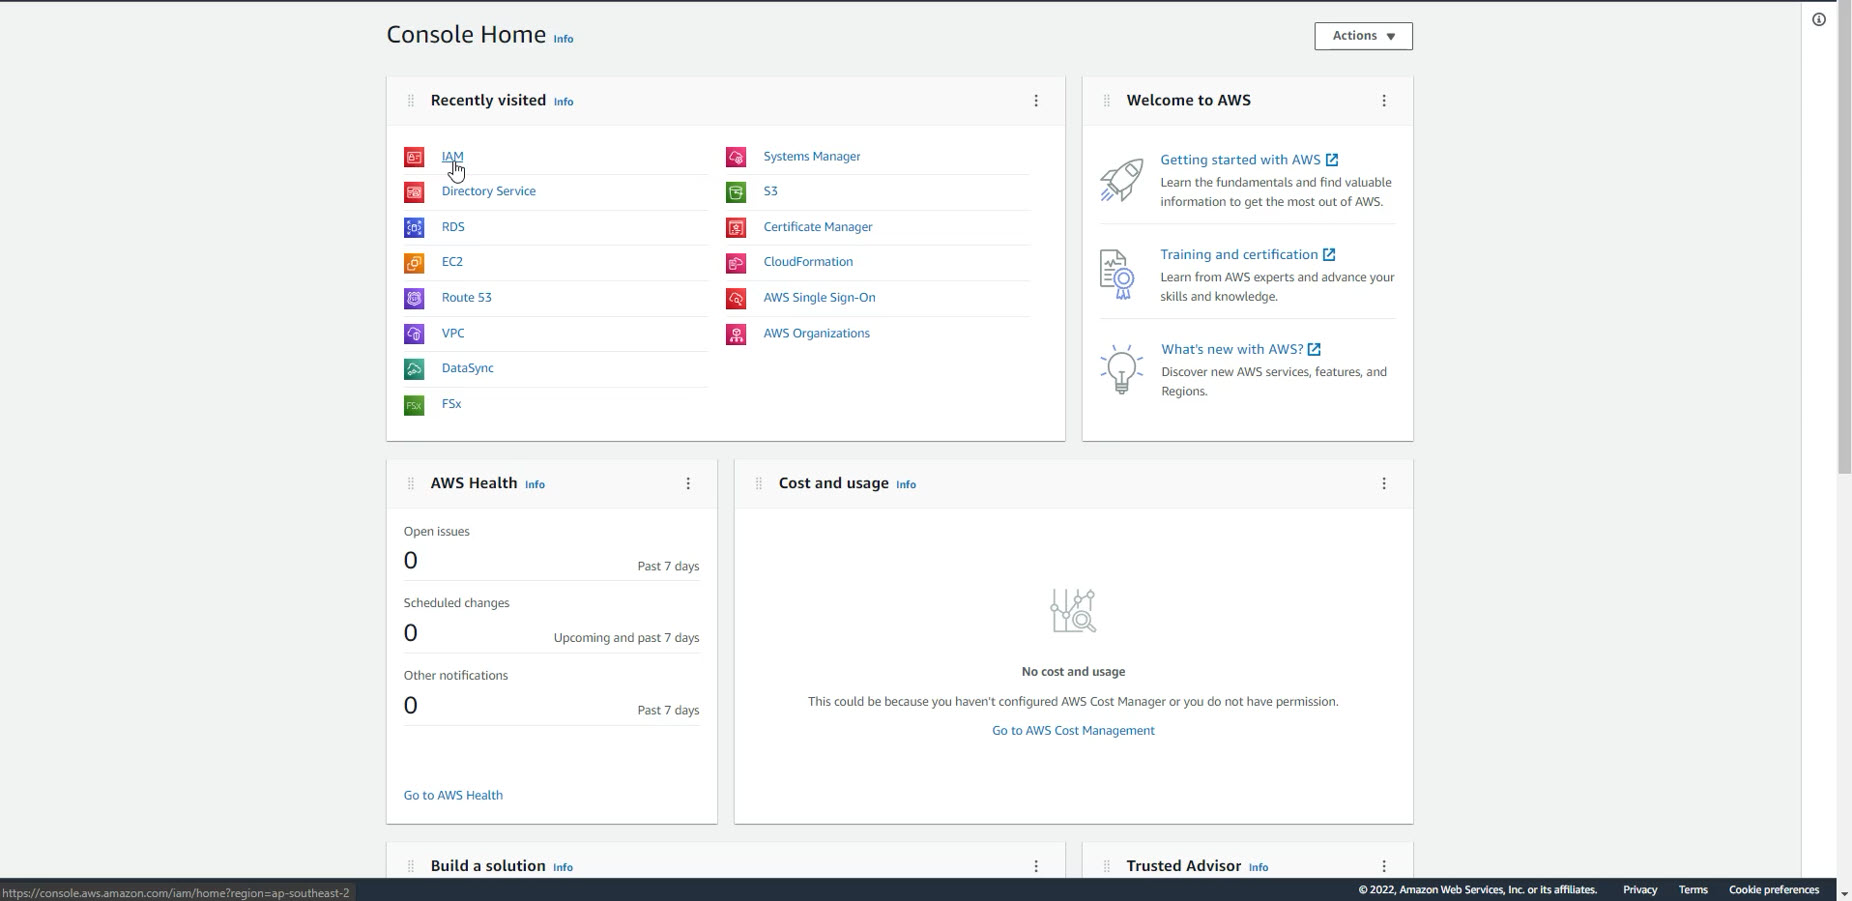 Console Home Info
Actions
Recently visited Info
IAM
Directory Service
RDS
EC2
Route 53
VPC
DataSync
FSx
FSx
Systems Manager
S3
Certificate Manager
CloudFormation
AWS Single Sign-On
AWS Organizations
Welcome to AWS
Getting started with AWS
Learn the fundamentals and find valuable
information to get the most out of AWS.
Training and certification
Learn from AWS experts and advance your
skills and knowledge.
What's new with AWS?
Discover new AWS services, features, and
Regions.
AWS Health Info
Open issues
0 Past 7 days
Scheduled changes
0 Upcoming and past 7 days
Other notifications
0 Past 7 days
Go to AWS Health
Cost and usage Info
No cost and usage
This could be because you haven't configured AWS Cost Manager or you do not have permission.
Go to AWS Cost Management
Build a solution Info
Trusted Advisor Info
https://console.aws.amazon.com/iam/home?region=ap-southeast-2
© 2022, Amazon Web Services, Inc. or its affiliates. Privacy Terms Cookie preferences